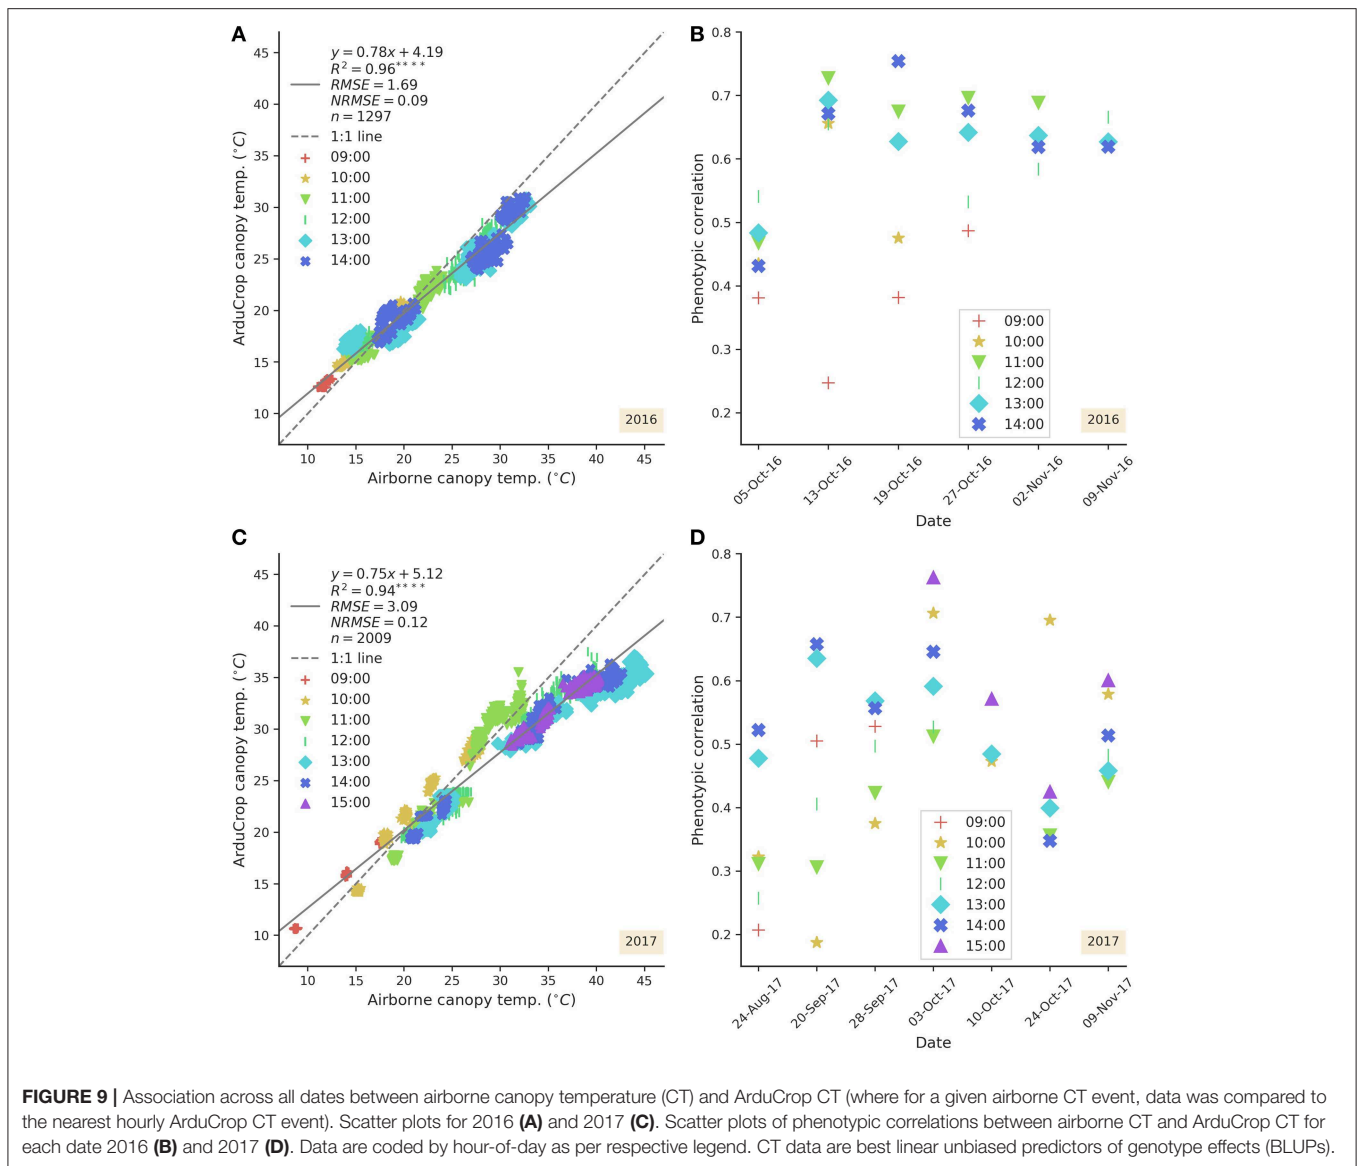 A
y = 0.78x + 4.19
R² = 0.96****
RMSE = 1.69
NRMSE = 0.09
n = 1297
1:1 line
09:00
10:00
11:00
12:00
13:00
14:00
45
40
35
30
25
20
15
10
ArduCrop canopy temp. (°C)
2016
10 15 20 25 30 35 40 45
Airborne canopy temp. (°C)
B
0.8
0.7
0.6
0.5
0.4
0.3
0.2
Phenotypic correlation
09:00
10:00
11:00
12:00
13:00
14:00
2016
05-Oct-16 13-Oct-16 19-Oct-16 27-Oct-16 02-Nov-16 09-Nov-16
Date
C
y = 0.75x + 5.12
R² = 0.94****
RMSE = 3.09
NRMSE = 0.12
n = 2009
1:1 line
09:00
10:00
11:00
12:00
13:00
14:00
15:00
45
40
35
30
25
20
15
10
ArduCrop canopy temp. (°C)
2017
10 15 20 25 30 35 40 45
Airborne canopy temp. (°C)
D
0.8
0.7
0.6
0.5
0.4
0.3
0.2
Phenotypic correlation
09:00
10:00
11:00
12:00
13:00
14:00
15:00
2017
24-Aug-17 20-Sep-17 28-Sep-17 03-Oct-17 10-Oct-17 24-Oct-17 09-Nov-17
Date
FIGURE 9 | Association across all dates between airborne canopy temperature (CT) and ArduCrop CT (where for a given airborne CT event, data was compared to
the nearest hourly ArduCrop CT event). Scatter plots for 2016 (A) and 2017 (C). Scatter plots of phenotypic correlations between airborne CT and ArduCrop CT for
each date 2016 (B) and 2017 (D). Data are coded by hour-of-day as per respective legend. CT data are best linear unbiased predictors of genotype effects (BLUPs).